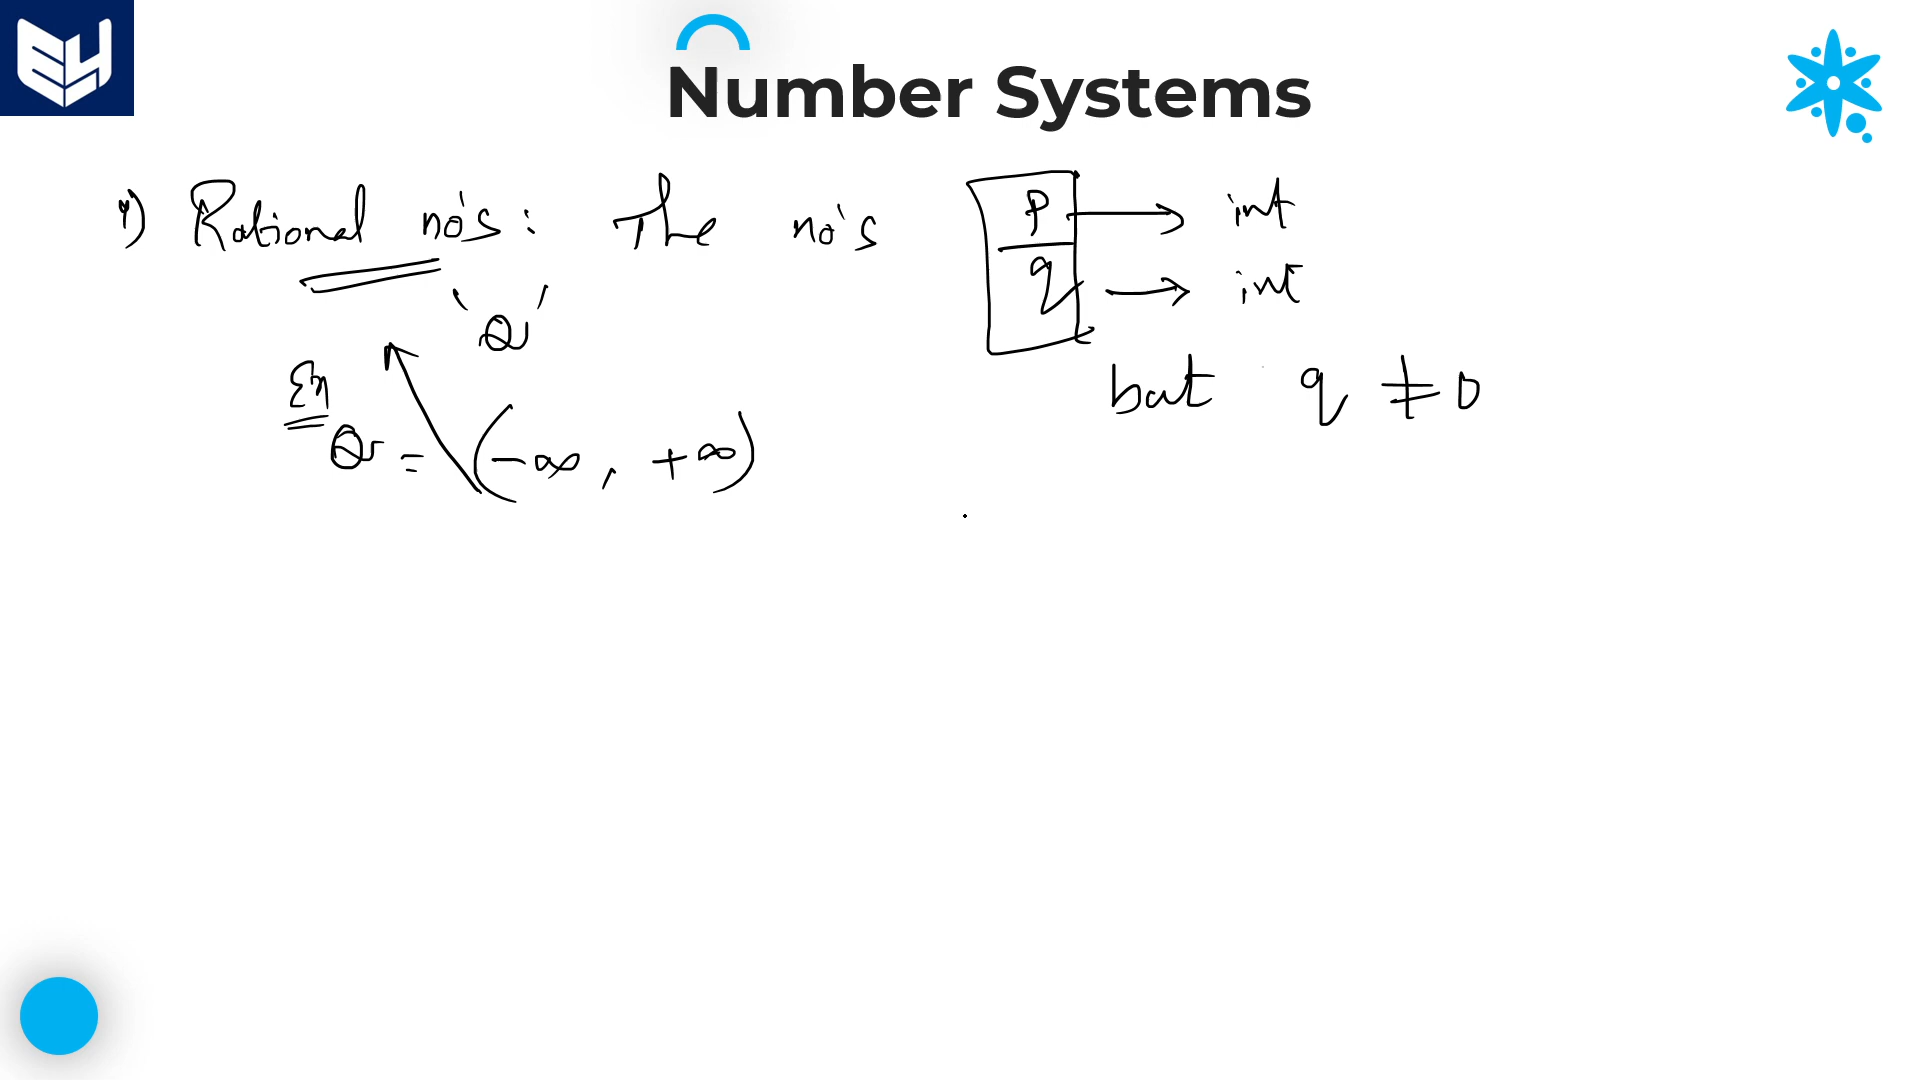 Number Systems
1) Rational no's : The no's p/q
p → int
q → int
'Q'
but q ≠ 0
Ex
Q = (-∞, +∞)